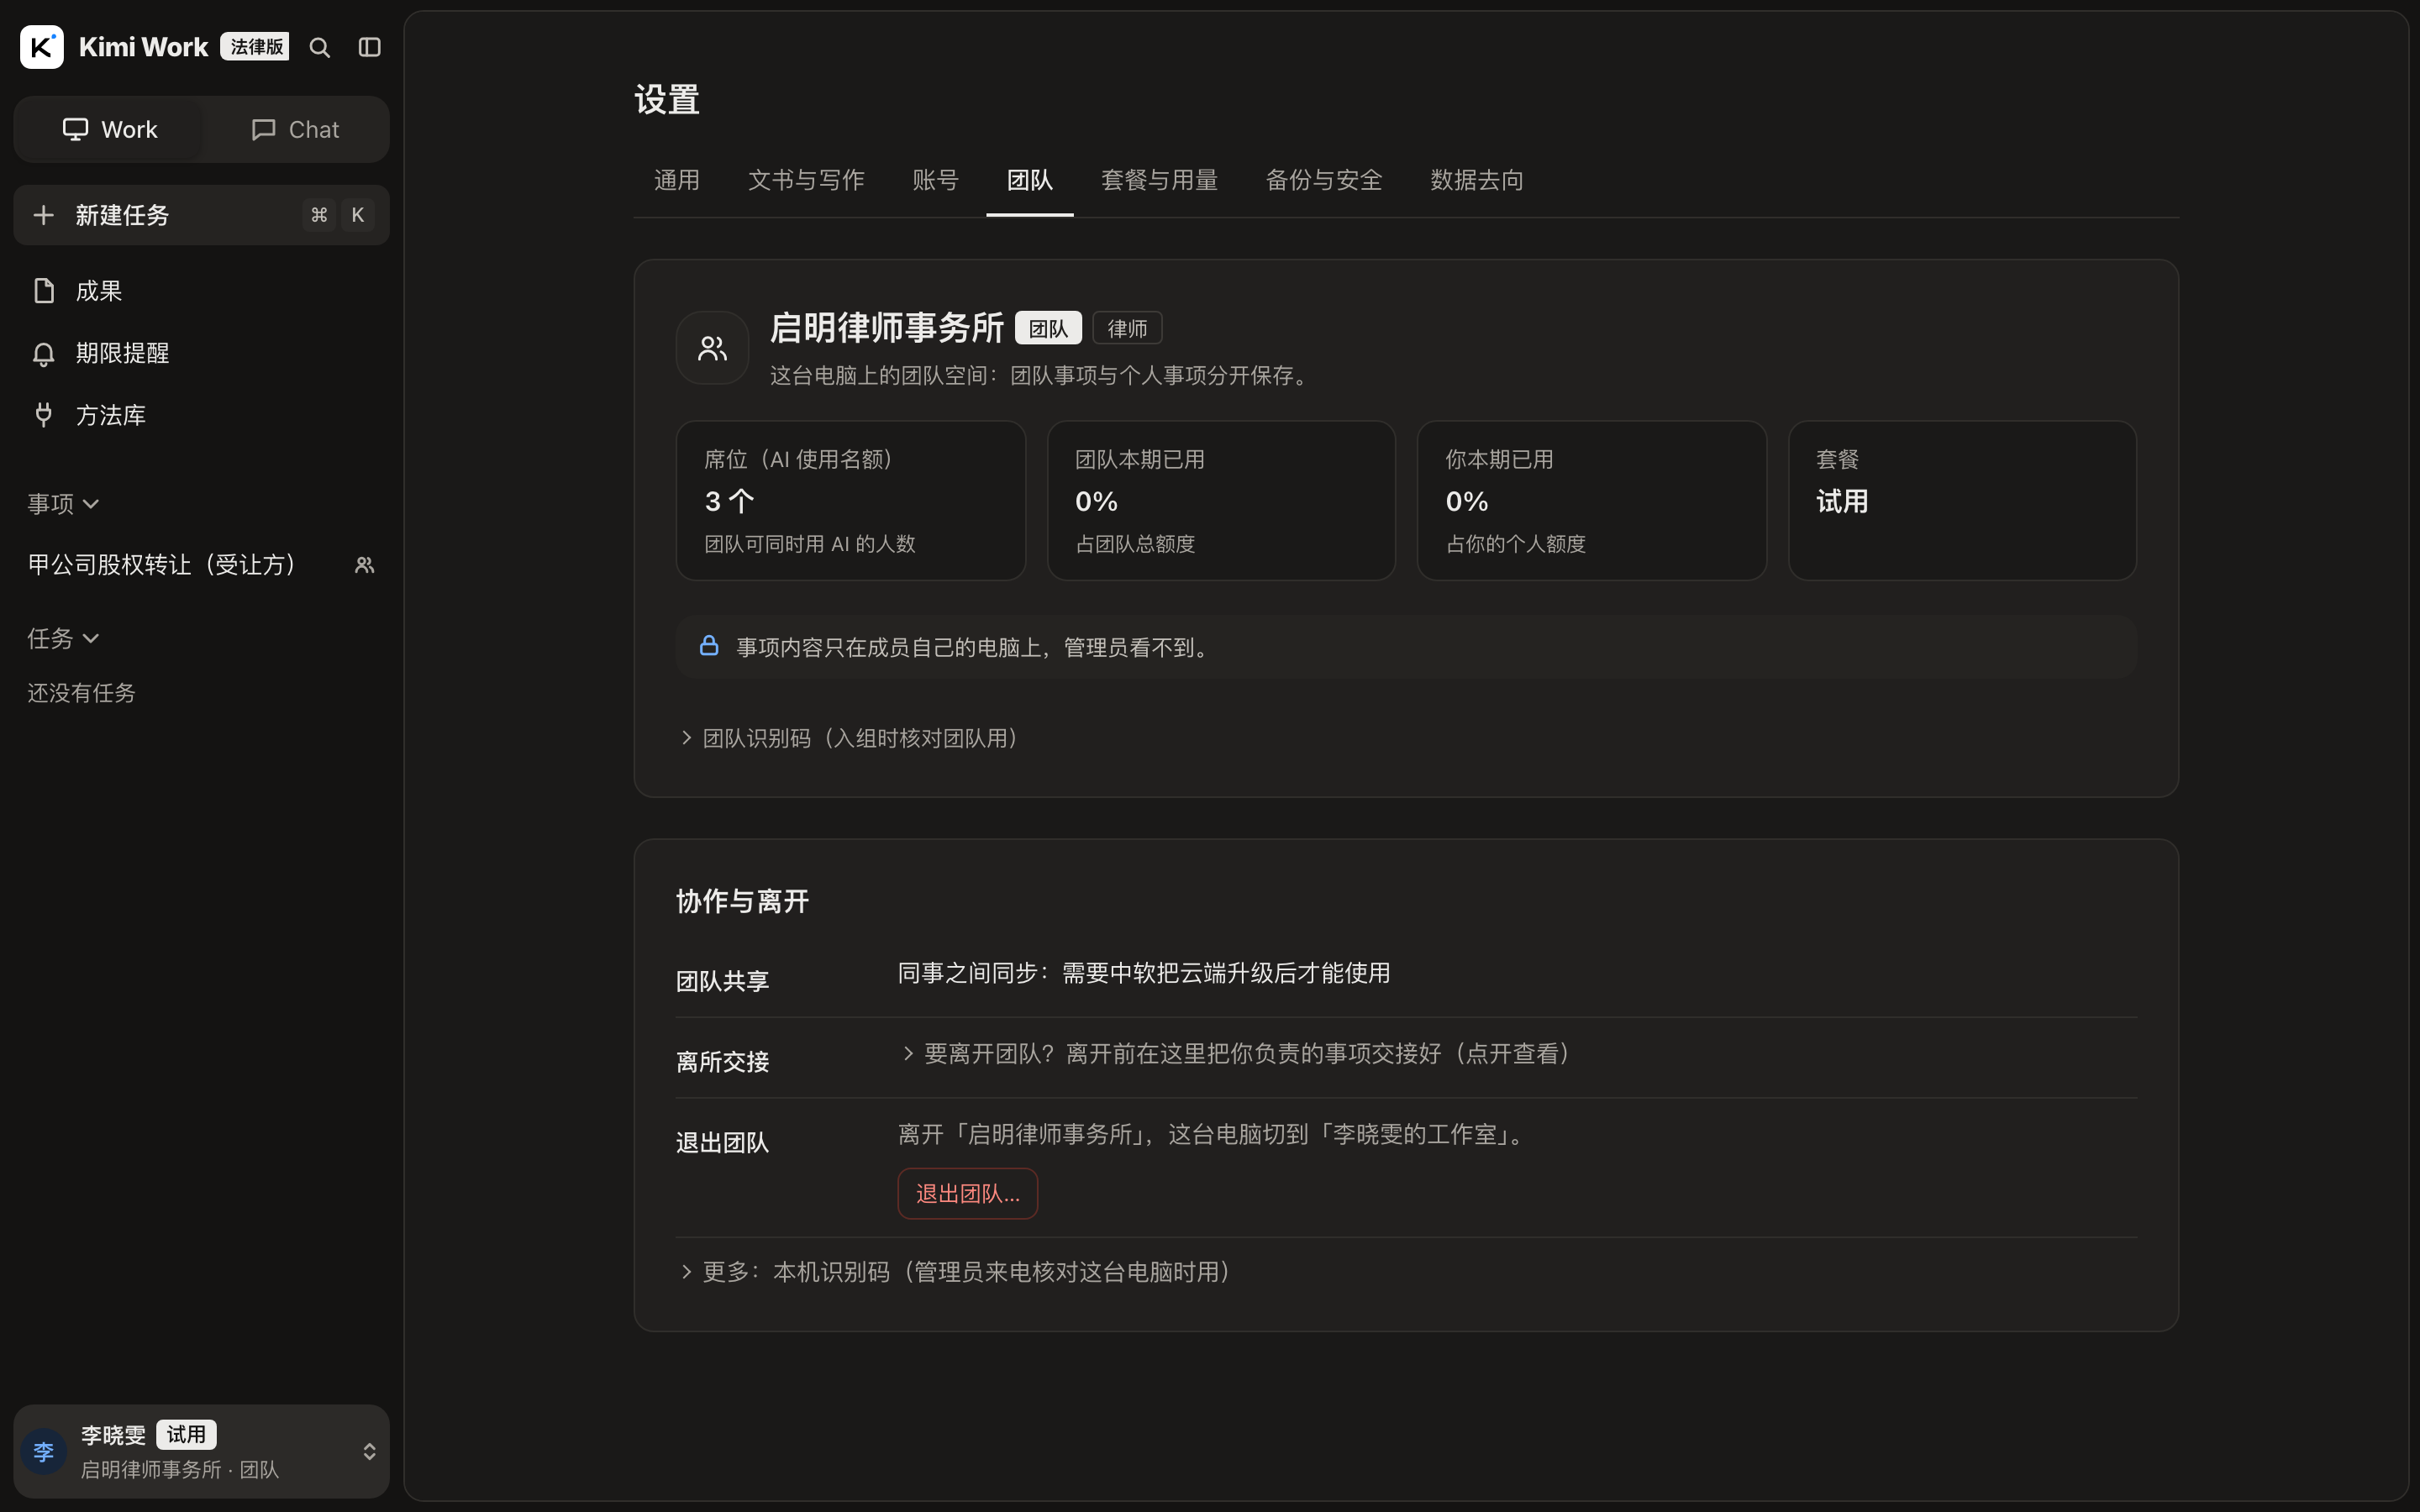 Kimi Work 法律版
Work
Chat
新建任务 ⌘ K
成果
期限提醒
方法库
事项
甲公司股权转让（受让方）
任务
还没有任务
李 李晓雯 试用
启明律师事务所 · 团队
设置
通用 文书与写作 账号 团队 套餐与用量 备份与安全 数据去向
启明律师事务所 团队 律师
这台电脑上的团队空间：团队事项与个人事项分开保存。
席位（AI 使用名额）
3 个
团队可同时用 AI 的人数
团队本期已用
0%
占团队总额度
你本期已用
0%
占你的个人额度
套餐
试用
事项内容只在成员自己的电脑上，管理员看不到。
团队识别码（入组时核对团队用）
协作与离开
团队共享 同事之间同步：需要中软把云端升级后才能使用
离所交接 要离开团队？离开前在这里把你负责的事项交接好（点开查看）
退出团队 离开「启明律师事务所」，这台电脑切到「李晓雯的工作室」。
退出团队...
更多：本机识别码（管理员来电核对这台电脑时用）